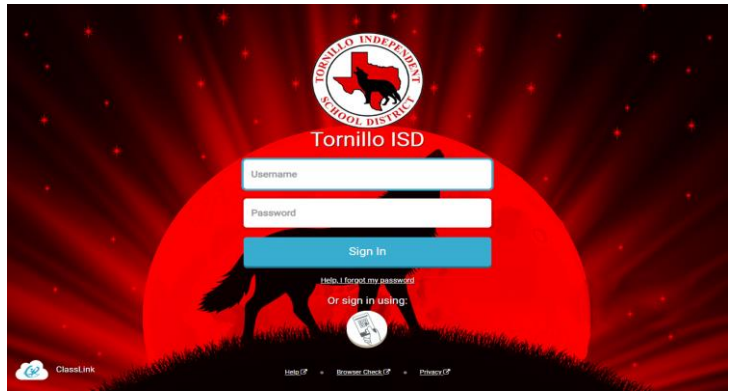 TORNILLO INDEPENDENT
SCHOOL DISTRICT
Tornillo ISD
Username
Password
Sign In
Help, I forgot my password
Or sign in using:
ClassLink
Help
Browser Check
Privacy